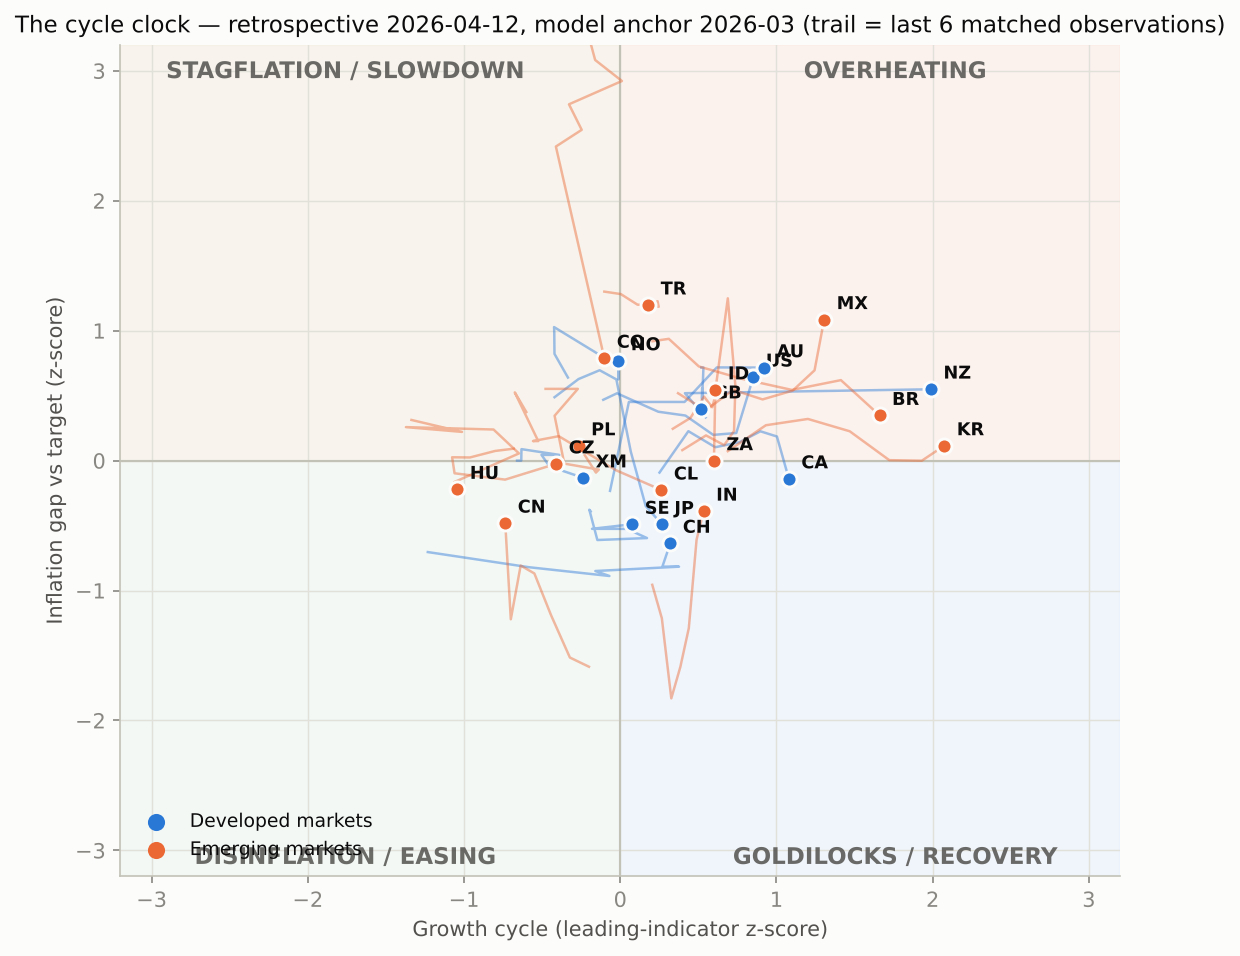 The cycle clock — retrospective 2026-04-12, model anchor 2026-03 (trail = last 6 matched observations)
STAGFLATION / SLOWDOWN
OVERHEATING
3
2
1
0
−1
−2
−3
Inflation gap vs target (z-score)
TR
MX
CO
NO
AU
US
ID
NZ
GB
BR
PL
KR
CZ
ZA
XM
CA
HU
CL
IN
CN
SE
JP
CH
Developed markets
Emerging markets
DISINFLATION / EASING
GOLDILOCKS / RECOVERY
−3
−2
−1
0
1
2
3
Growth cycle (leading-indicator z-score)